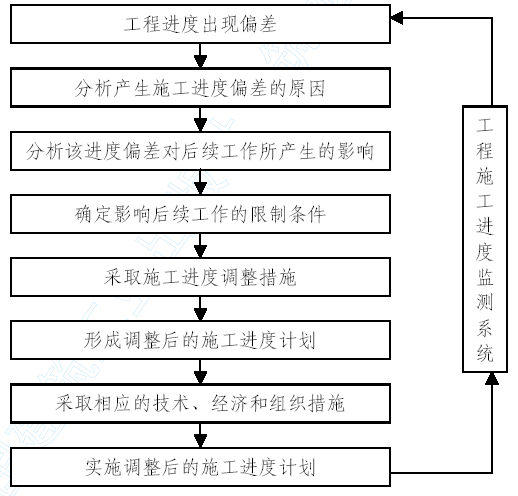 工程进度出现偏差
分析产生施工进度偏差的原因
分析该进度偏差对后续工作所产生的影响
确定影响后续工作的限制条件
采取施工进度调整措施
形成调整后的施工进度计划
采取相应的技术、经济和组织措施
实施调整后的施工进度计划
工程施工进度监测系统